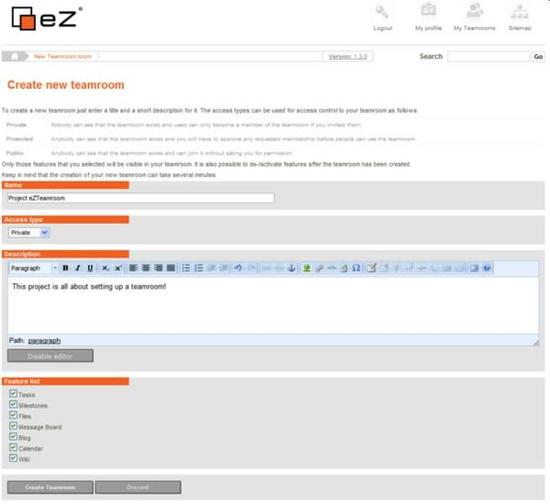 eZ
Logout My profile My Teamrooms Sitemap
New Teamroom room Version: 1.3.0 Search Go
Create new teamroom
To create a new teamroom just enter a title and a short description for it. The access types can be used for access control to your teamroom as follows
Private Nobody can see that the teamroom exists and users can only become a member of the teamroom if you invited them.
Protected Anybody can see that the teamroom exists and you will have to approve any requested membership before people can use the teamroom.
Public Anybody can see that the teamroom exists and can join it without asking you for permission.
Only those features that you selected will be visible in your teamroom. It is also possible to de-/activate features after the teamroom has been created.
Keep in mind that the creation of your new teamroom can take several minutes.
Name
Project eZTeamroom
Access type
Private
Description
Paragraph B I U
This project is all about setting up a teamroom!
Path: paragraph
Disable editor
Feature list
Tasks
Milestones
Files
Message Board
Blog
Calendar
Wiki
Create Teamroom Discard